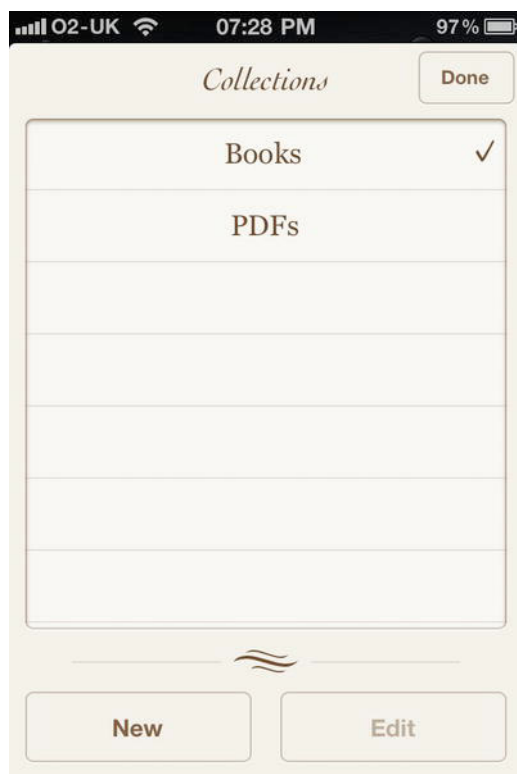 O2-UK 07:28 PM 97%
Collections Done
Books ✓
PDFs
New Edit